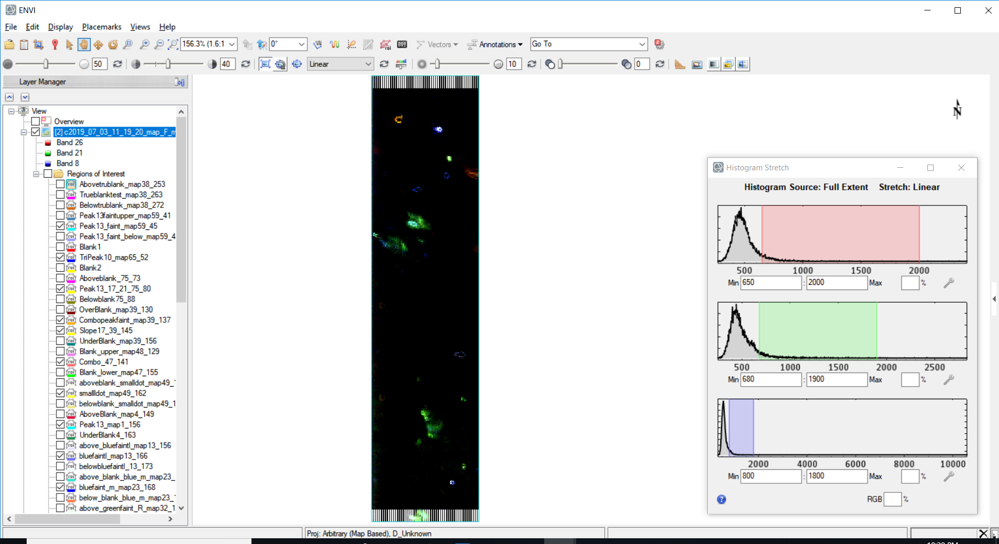 ENVI
File Edit Display Placemarks Views Help
156.3% (1.6:1 0° Vectors Annotations Go To
50 40 Linear 10 0
Layer Manager
View
Overview
[2] c2019_07_03_11_19_20_map_F_m
Band 26
Band 21
Band 8
Regions of Interest
Abovetrublank_map38_253
Trueblanktest_map38_263
Belowtrublank_map38_272
Peak13faintupper_map59_41
Peak13_faint_map59_45
Peak13_faint_below_map59_4
Blank1
TriPeak10_map65_52
Blank2
Aboveblank_75_73
Peak13_17_21_75_80
Belowblank75_88
OverBlank_map39_130
Combopeakfaint_map39_137
Slope17_39_145
UnderBlank_map39_156
Blank_upper_map48_129
Combo_47_141
Blank_lower_map47_155
aboveblank_smalldot_map49_
smallldot_map49_162
belowblank_smalldot_map49_1
AboveBlank_map4_149
Peak13_map1_156
UnderBlank4_163
above_bluefaintl_map13_156
bluefaintl_map13_166
belowbluefaintl_13_173
above_blank_blue_m_map23_
bluefaint_m_map23_168
below_blank_blue_m_map23_
above_greenfaint_R_map32_1
N
Histogram Stretch
Histogram Source: Full Extent Stretch: Linear
500 1000 1500 2000
Min 650 : 2000 Max %
500 1000 1500 2000 2500
Min 680 : 1900 Max %
2000 4000 6000 8000 10000
Min 800 : 1800 Max %
RGB %
Proj: Arbitrary (Map Based), D_Unknown